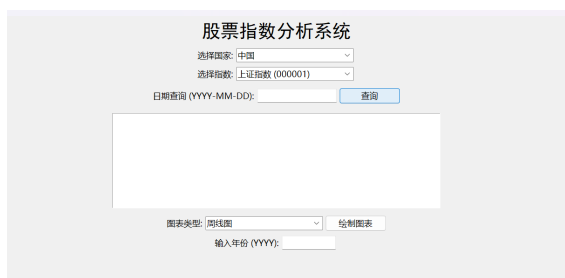 股票指数分析系统
选择国家: 中国
选择指数: 上证指数 (000001)
日期查询 (YYYY-MM-DD): 查询
图表类型: 周线图 绘制图表
输入年份 (YYYY):